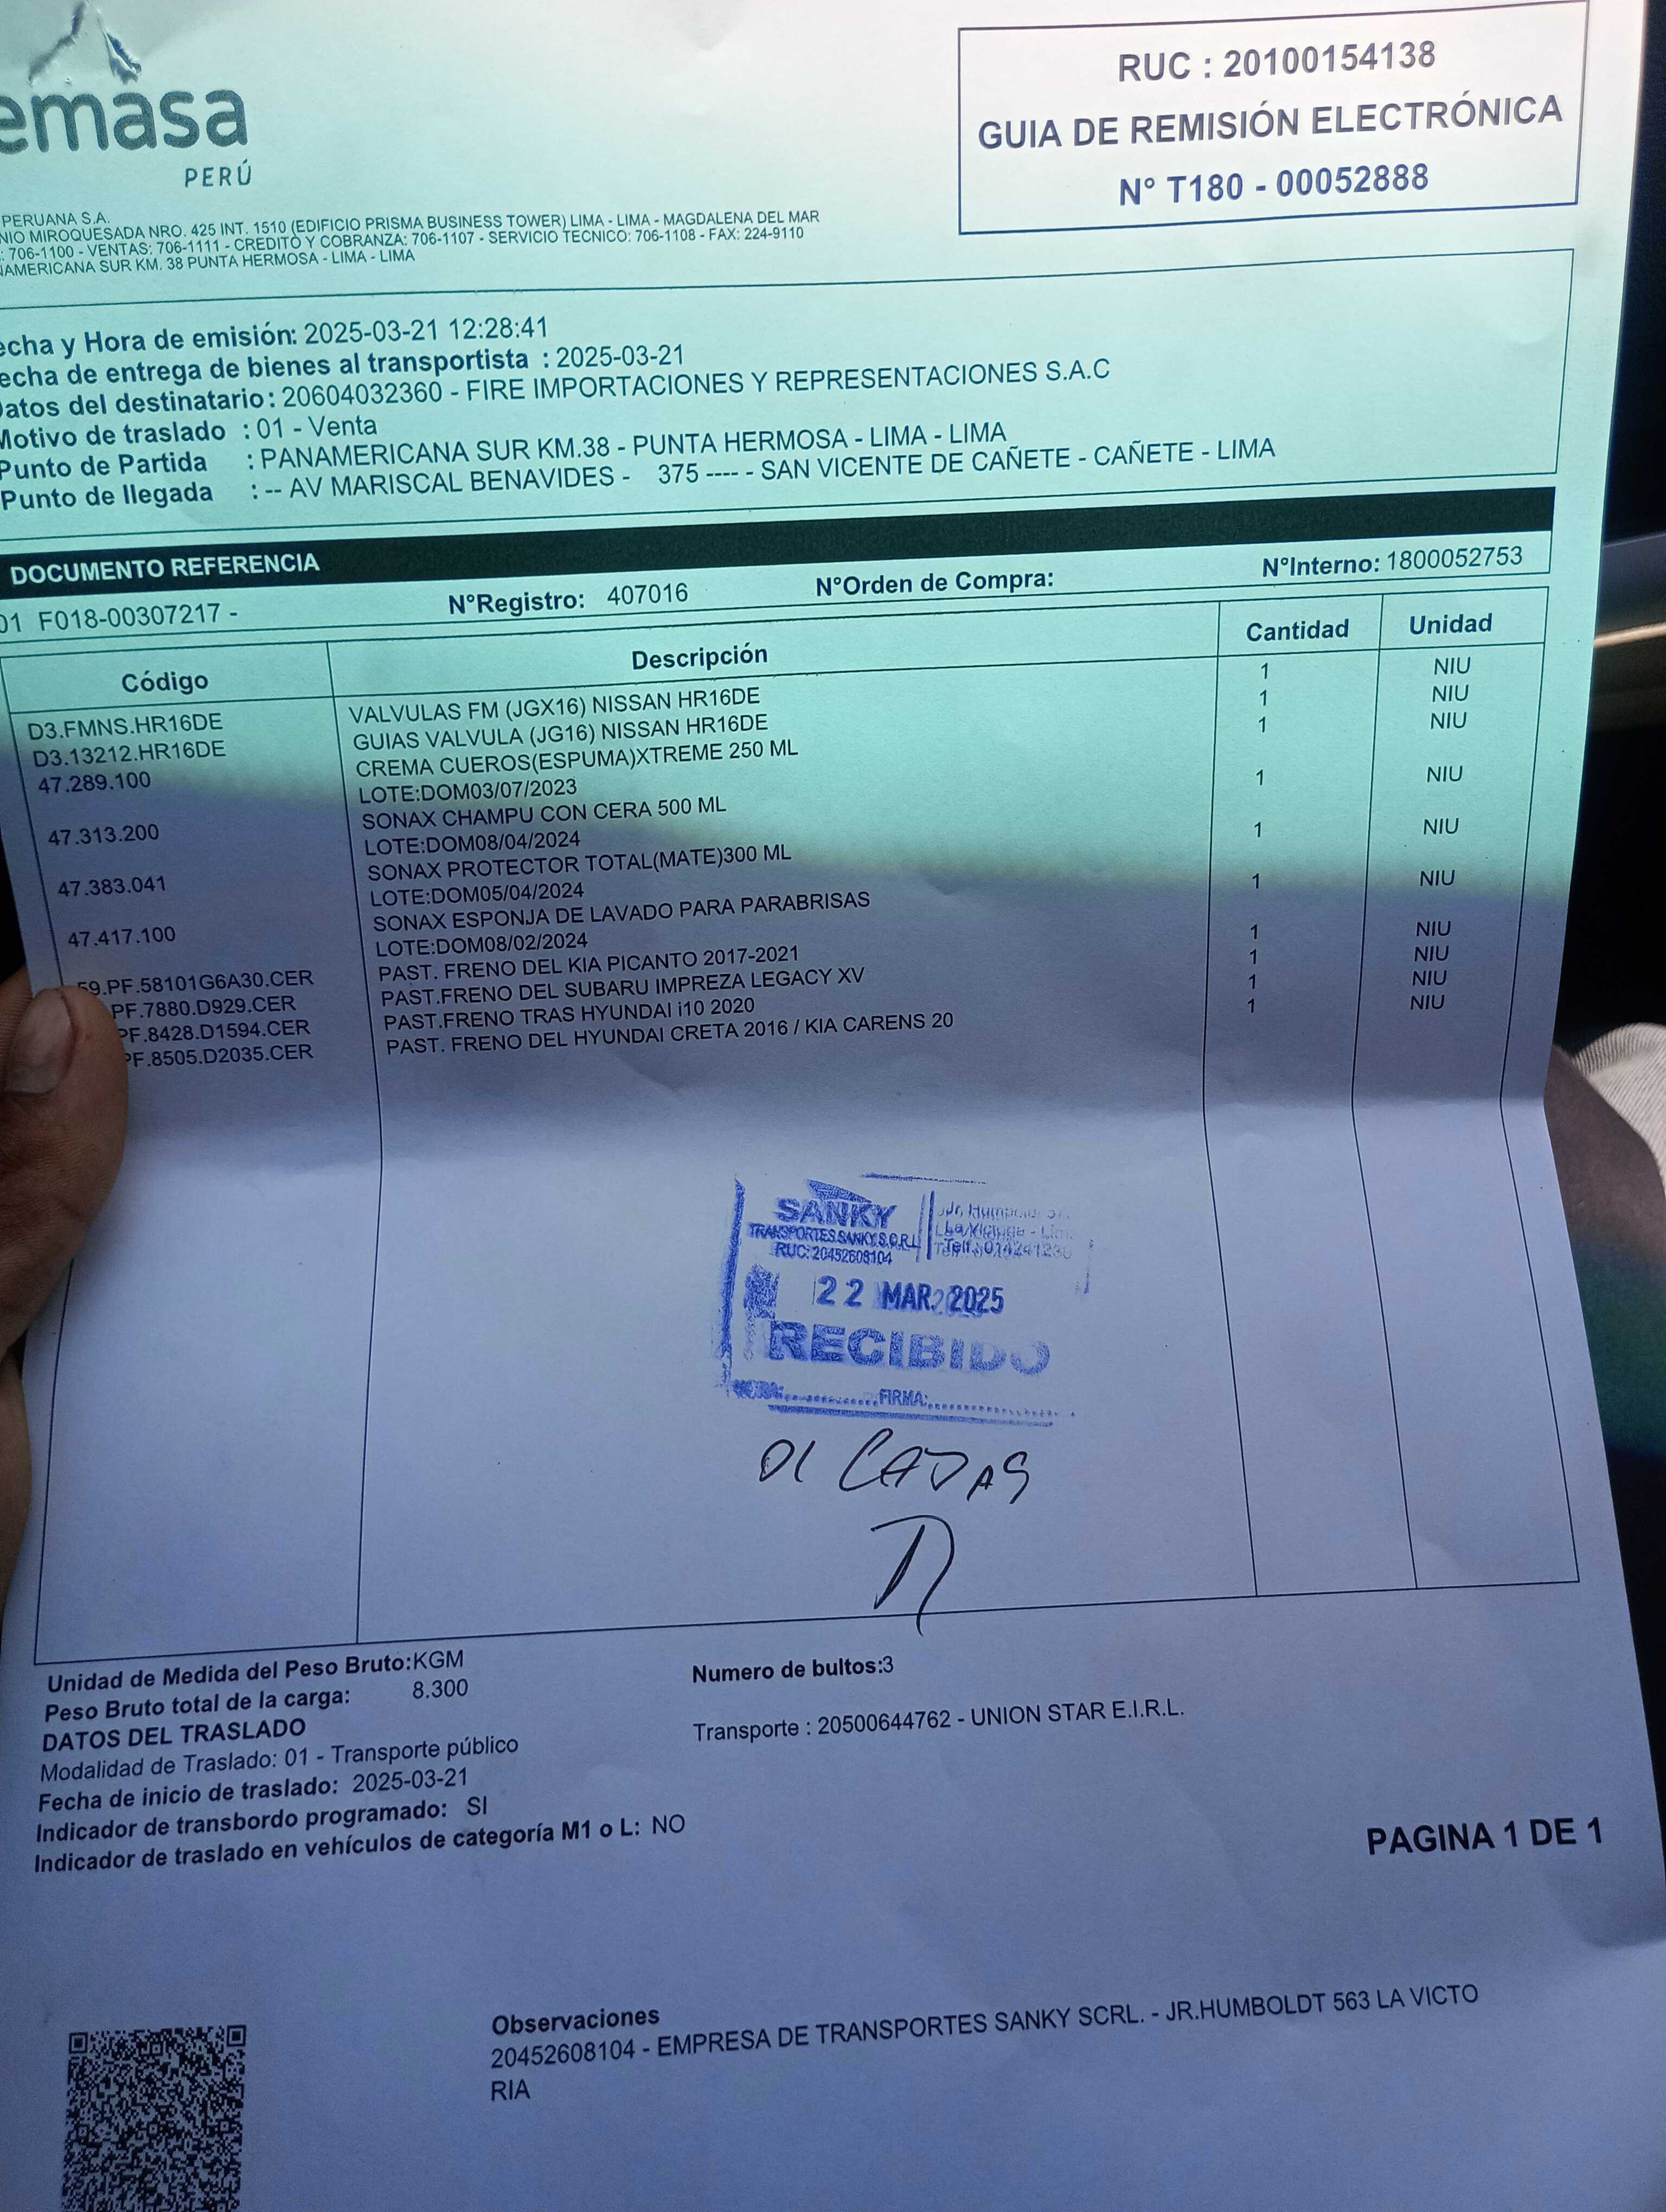 emasa
PERÚ
RUC : 20100154138
GUIA DE REMISIÓN ELECTRÓNICA
N° T180 - 00052888
PERUANA S.A.
NIO MIROQUESADA NRO. 425 INT. 1510 (EDIFICIO PRISMA BUSINESS TOWER) LIMA - LIMA - MAGDALENA DEL MAR
: 706-1100 - VENTAS: 706-1111 - CREDITO Y COBRANZA: 706-1107 - SERVICIO TECNICO: 706-1108 - FAX: 224-9110
NAMERICANA SUR KM. 38 PUNTA HERMOSA - LIMA - LIMA
echa y Hora de emisión: 2025-03-21 12:28:41
echa de entrega de bienes al transportista : 2025-03-21
Datos del destinatario: 20604032360 - FIRE IMPORTACIONES Y REPRESENTACIONES S.A.C
Motivo de traslado : 01 - Venta
Punto de Partida : PANAMERICANA SUR KM.38 - PUNTA HERMOSA - LIMA - LIMA
Punto de llegada : -- AV MARISCAL BENAVIDES - 375 ---- - SAN VICENTE DE CAÑETE - CAÑETE - LIMA
DOCUMENTO REFERENCIA
01 F018-00307217 - N°Registro: 407016 N°Orden de Compra: N°Interno: 1800052753
Código Descripción Cantidad Unidad
D3.FMNS.HR16DE VALVULAS FM (JGX16) NISSAN HR16DE 1 NIU
D3.13212.HR16DE GUIAS VALVULA (JG16) NISSAN HR16DE 1 NIU
47.289.100 CREMA CUEROS(ESPUMA)XTREME 250 ML 1 NIU
LOTE:DOM03/07/2023
47.313.200 SONAX CHAMPU CON CERA 500 ML 1 NIU
LOTE:DOM08/04/2024
47.383.041 SONAX PROTECTOR TOTAL(MATE)300 ML 1 NIU
LOTE:DOM05/04/2024
47.417.100 SONAX ESPONJA DE LAVADO PARA PARABRISAS 1 NIU
LOTE:DOM08/02/2024
59.PF.58101G6A30.CER PAST. FRENO DEL KIA PICANTO 2017-2021 1 NIU
PF.7880.D929.CER PAST.FRENO DEL SUBARU IMPREZA LEGACY XV 1 NIU
PF.8428.D1594.CER PAST.FRENO TRAS HYUNDAI i10 2020 1 NIU
PF.8505.D2035.CER PAST. FRENO DEL HYUNDAI CRETA 2016 / KIA CARENS 20 1 NIU
SANKY
TRANSPORTES SANKY S.C.R.L
RUC: 20452608104
Jr.
La Victoria -
Telf.:
22 MAR. 2025
RECIBIDO
FIRMA:
01 CAJAS
Unidad de Medida del Peso Bruto:KGM
Peso Bruto total de la carga: 8.300
Numero de bultos:3
DATOS DEL TRASLADO
Modalidad de Traslado: 01 - Transporte público
Transporte : 20500644762 - UNION STAR E.I.R.L.
Fecha de inicio de traslado: 2025-03-21
Indicador de transbordo programado: SI
Indicador de traslado en vehículos de categoría M1 o L: NO
PAGINA 1 DE 1
Observaciones
20452608104 - EMPRESA DE TRANSPORTES SANKY SCRL. - JR.HUMBOLDT 563 LA VICTO
RIA